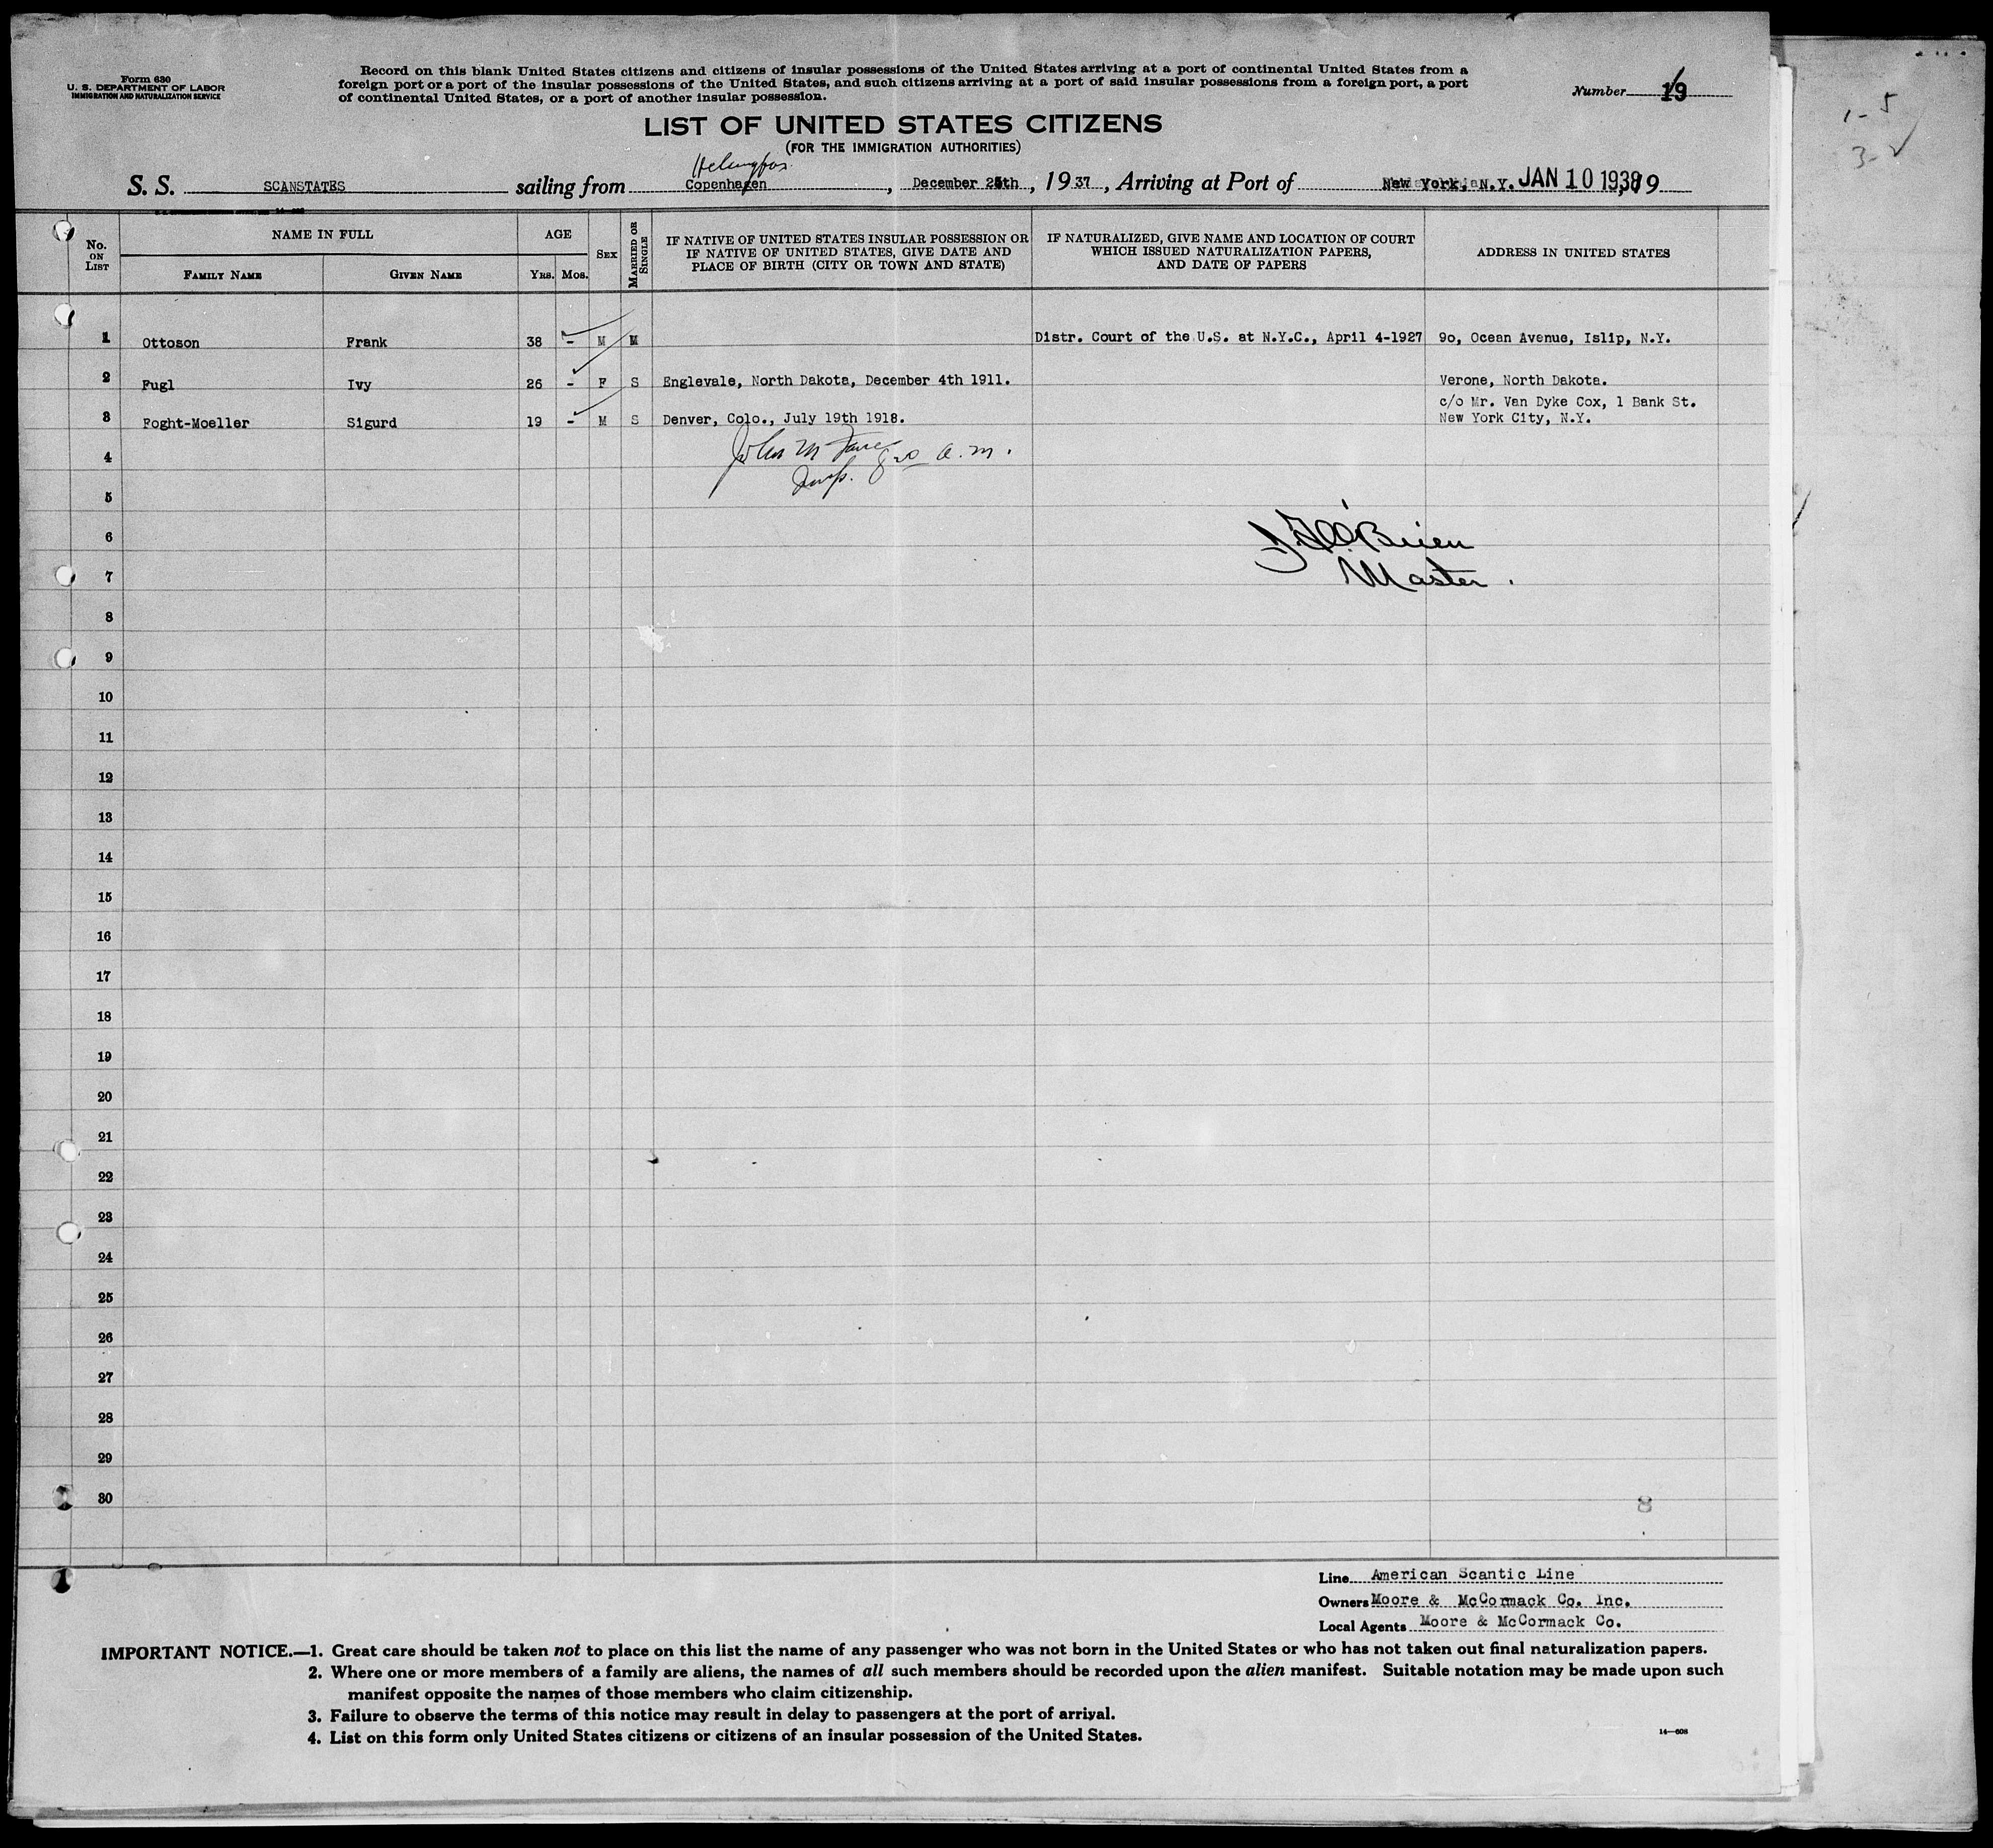 Form 630
U. S. DEPARTMENT OF LABOR
IMMIGRATION AND NATURALIZATION SERVICE
Record on this blank United States citizens and citizens of insular possessions of the United States arriving at a port of continental United States from a
foreign port or a port of the insular possessions of the United States, and such citizens arriving at a port of said insular possessions from a foreign port, a port
of continental United States, or a port of another insular possession.
Number
LIST OF UNITED STATES CITIZENS
(FOR THE IMMIGRATION AUTHORITIES)
S. S. SCANSTATES sailing from Copenhagen, December, 1937, Arriving at Port of New York, N.Y. JAN 10 1938
No. ON LIST
NAME IN FULL
FAMILY NAME
GIVEN NAME
AGE
YRS. MOS.
SEX
MARRIED OR SINGLE
IF NATIVE OF UNITED STATES INSULAR POSSESSION OR
IF NATIVE OF UNITED STATES, GIVE DATE AND
PLACE OF BIRTH (CITY OR TOWN AND STATE)
IF NATURALIZED, GIVE NAME AND LOCATION OF COURT
WHICH ISSUED NATURALIZATION PAPERS,
AND DATE OF PAPERS
ADDRESS IN UNITED STATES
1 Ottoson Frank 38 - M M Distr. Court of the U.S. at N.Y.C., April 4-1927 90, Ocean Avenue, Islip, N.Y.
2 Fugl Ivy 26 - F S Englevale, North Dakota, December 4th 1911. Verone, North Dakota.
c/o Mr. Van Dyke Cox, 1 Bank St.
3 Foght-Moeller Sigurd 19 - M S Denver, Colo., July 19th 1918. New York City, N.Y.
4 John M a.m.
Insp.
5
6 O'Brien
7 Master.
8
9
10
11
12
13
14
15
16
17
18
19
20
21
22
23
24
25
26
27
28
29
30
8
Line American Scantic Line
Owners Moore & McCormack Co. Inc.
Local Agents Moore & McCormack Co.
IMPORTANT NOTICE.—1. Great care should be taken not to place on this list the name of any passenger who was not born in the United States or who has not taken out final naturalization papers.
2. Where one or more members of a family are aliens, the names of all such members should be recorded upon the alien manifest. Suitable notation may be made upon such
manifest opposite the names of those members who claim citizenship.
3. Failure to observe the terms of this notice may result in delay to passengers at the port of arrival.
4. List on this form only United States citizens or citizens of an insular possession of the United States.
14—608
1-5